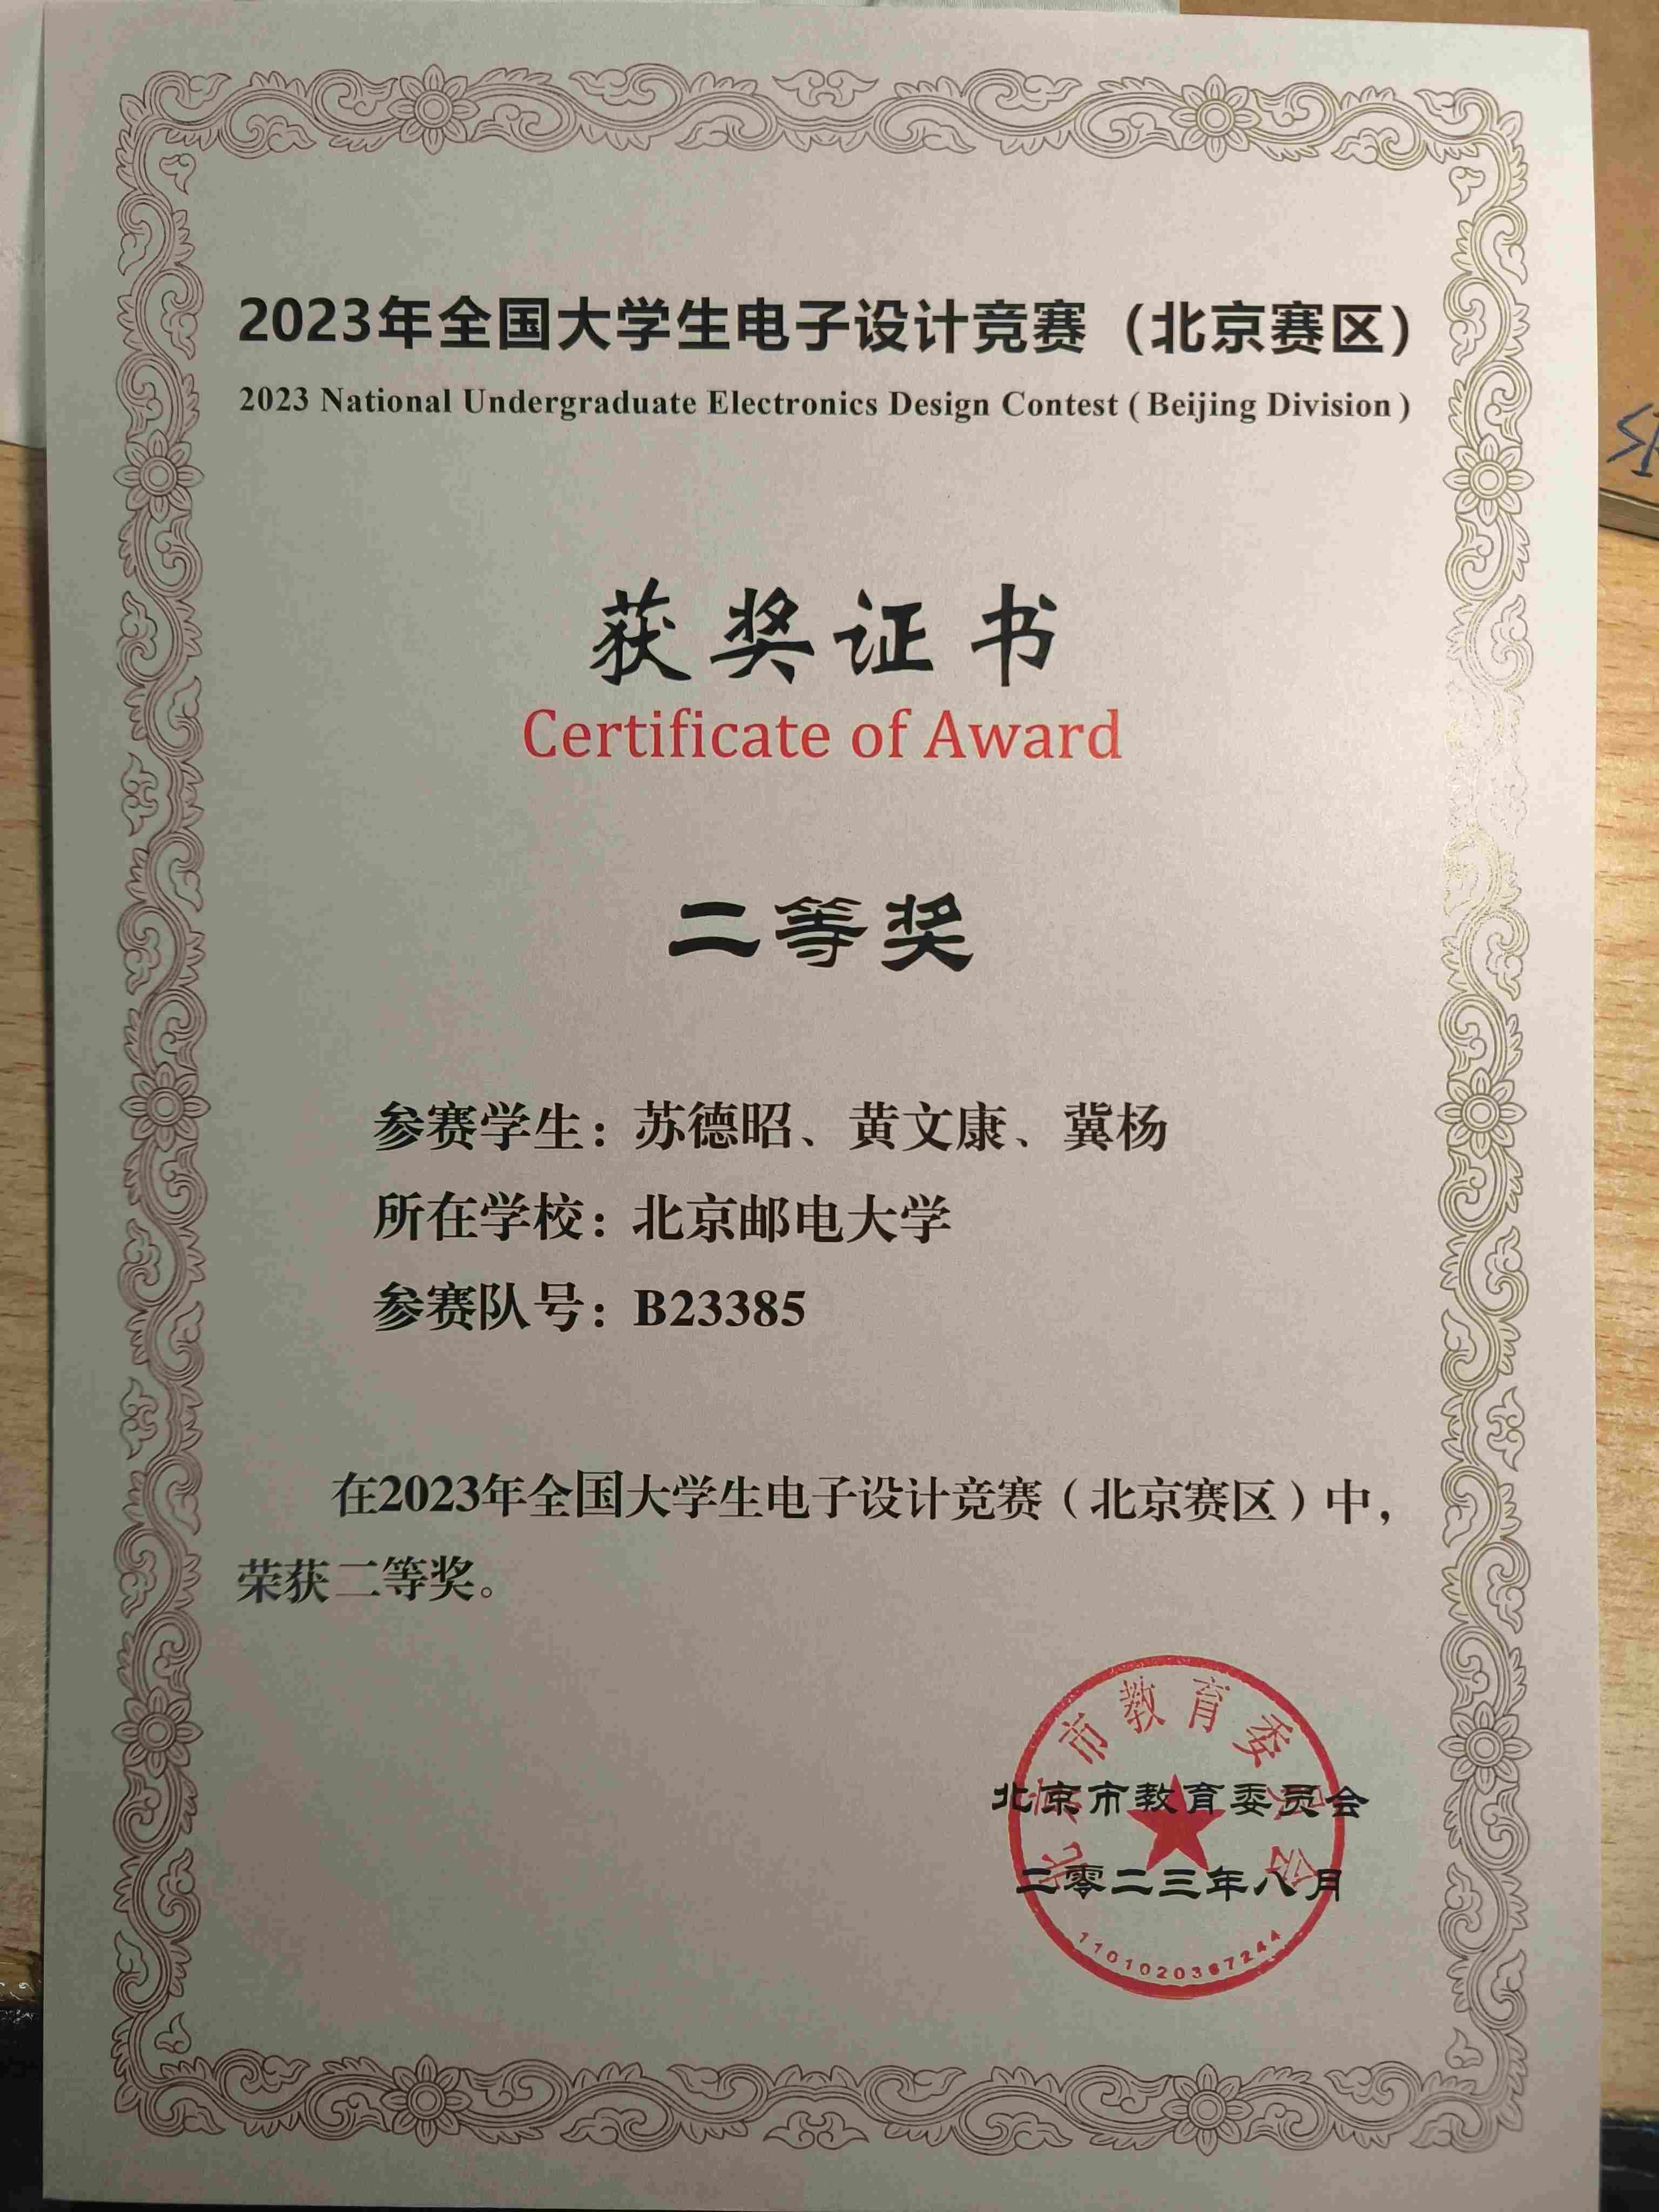 2023年全国大学生电子设计竞赛（北京赛区）
2023 National Undergraduate Electronics Design Contest ( Beijing Division )
获奖证书
Certificate of Award
二等奖
参赛学生：苏德昭、黄文康、冀杨
所在学校：北京邮电大学
参赛队号：B23385
在2023年全国大学生电子设计竞赛（北京赛区）中，
荣获二等奖。
北京市教育委员会
北京市教育委员会
二零二三年八月
1101020367244